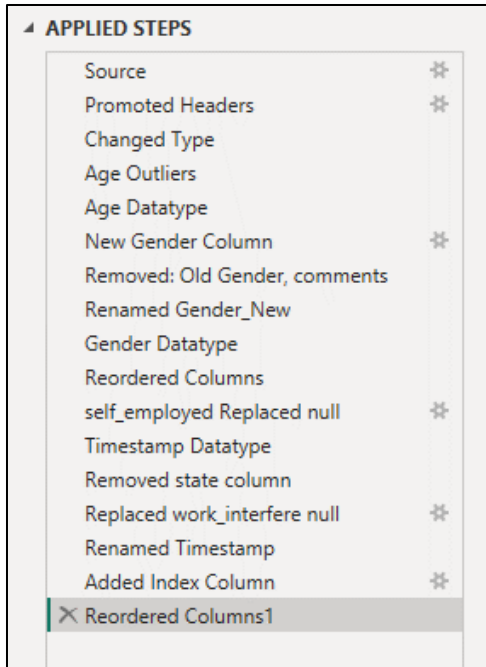 APPLIED STEPS
Source
Promoted Headers
Changed Type
Age Outliers
Age Datatype
New Gender Column
Removed: Old Gender, comments
Renamed Gender_New
Gender Datatype
Reordered Columns
self_employed Replaced null
Timestamp Datatype
Removed state column
Replaced work_interfere null
Renamed Timestamp
Added Index Column
Reordered Columns1